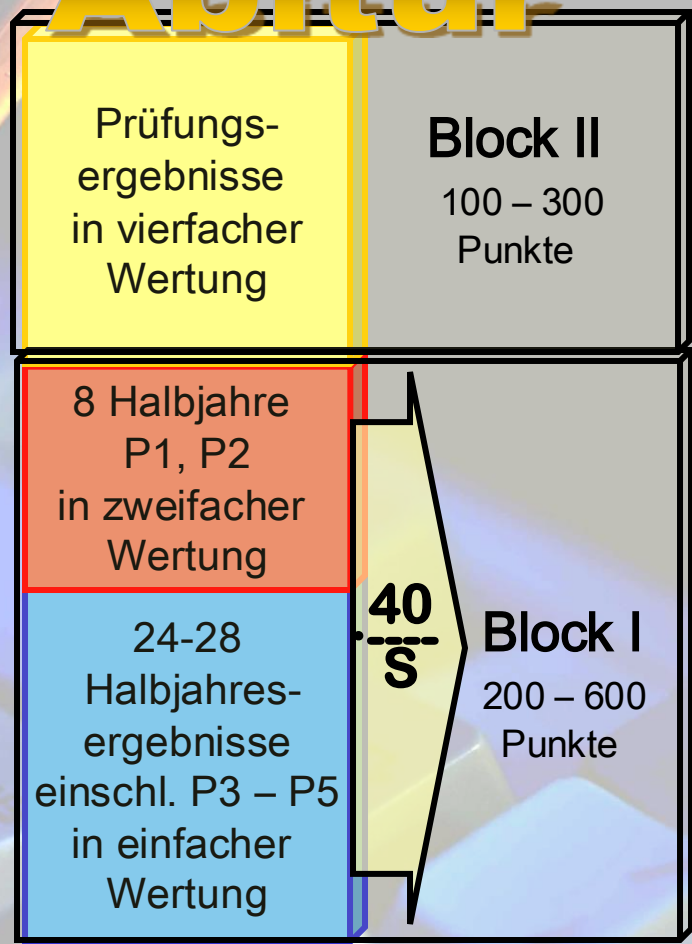 Abitur
Prüfungs-
ergebnisse
in vierfacher
Wertung
Block II
100 – 300
Punkte
8 Halbjahre
P1, P2
in zweifacher
Wertung
24-28
Halbjahres-
ergebnisse
einschl. P3 – P5
in einfacher
Wertung
· 40
----
S
Block I
200 – 600
Punkte